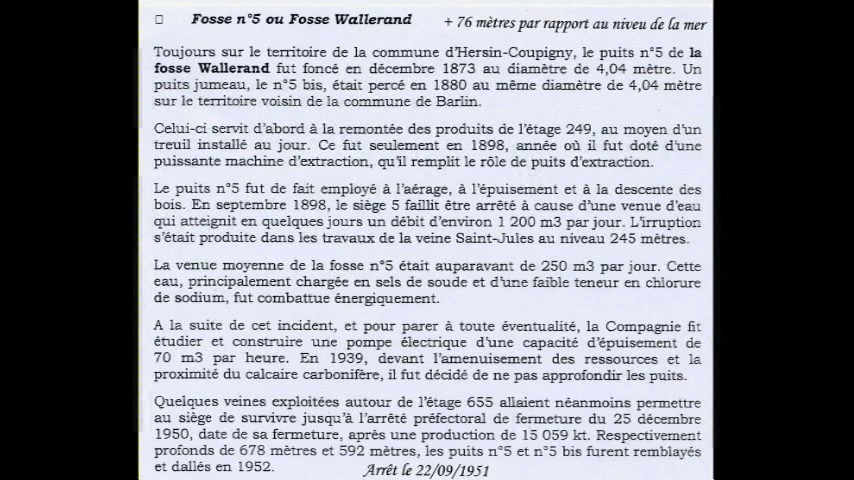 Fosse n°5 ou Fosse Wallerand + 76 mètres par rapport au niveu de la mer
Toujours sur le territoire de la commune d'Hersin-Coupigny, le puits n°5 de la
fosse Wallerand fut foncé en décembre 1873 au diamètre de 4,04 mètre. Un
puits jumeau, le n°5 bis, était percé en 1880 au même diamètre de 4,04 mètre
sur le territoire voisin de la commune de Barlin.
Celui-ci servit d'abord à la remontée des produits de l'étage 249, au moyen d'un
treuil installé au jour. Ce fut seulement en 1898, année où il fut doté d'une
puissante machine d'extraction, qu'il remplit le rôle de puits d'extraction.
Le puits n°5 fut de fait employé à l'aérage, à l'épuisement et à la descente des
bois. En septembre 1898, le siège 5 faillit être arrêté à cause d'une venue d'eau
qui atteignit en quelques jours un débit d'environ 1 200 m3 par jour. L'irruption
s'était produite dans les travaux de la veine Saint-Jules au niveau 245 mètres.
La venue moyenne de la fosse n°5 était auparavant de 250 m3 par jour. Cette
eau, principalement chargée en sels de soude et d'une faible teneur en chlorure
de sodium, fut combattue énergiquement.
A la suite de cet incident, et pour parer à toute éventualité, la Compagnie fit
étudier et construire une pompe électrique d'une capacité d'épuisement de
70 m3 par heure. En 1939, devant l'amenuisement des ressources et la
proximité du calcaire carbonifère, il fut décidé de ne pas approfondir les puits.
Quelques veines exploitées autour de l'étage 655 allaient néanmoins permettre
au siège de survivre jusqu'à l'arrêté préfectoral de fermeture du 25 décembre
1950, date de sa fermeture, après une production de 15 059 kt. Respectivement
profonds de 678 mètres et 592 mètres, les puits n°5 et n°5 bis furent remblayés
et dallés en 1952. Arrêt le 22/09/1951